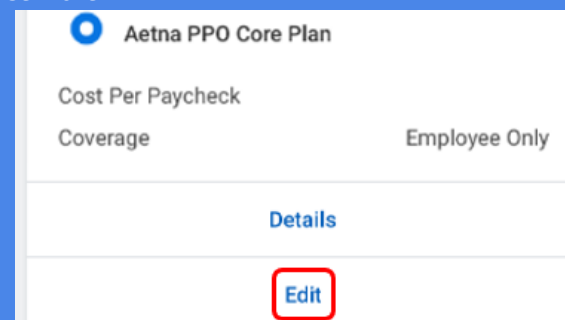 Aetna PPO Core Plan
Cost Per Paycheck
Coverage Employee Only
Details
Edit